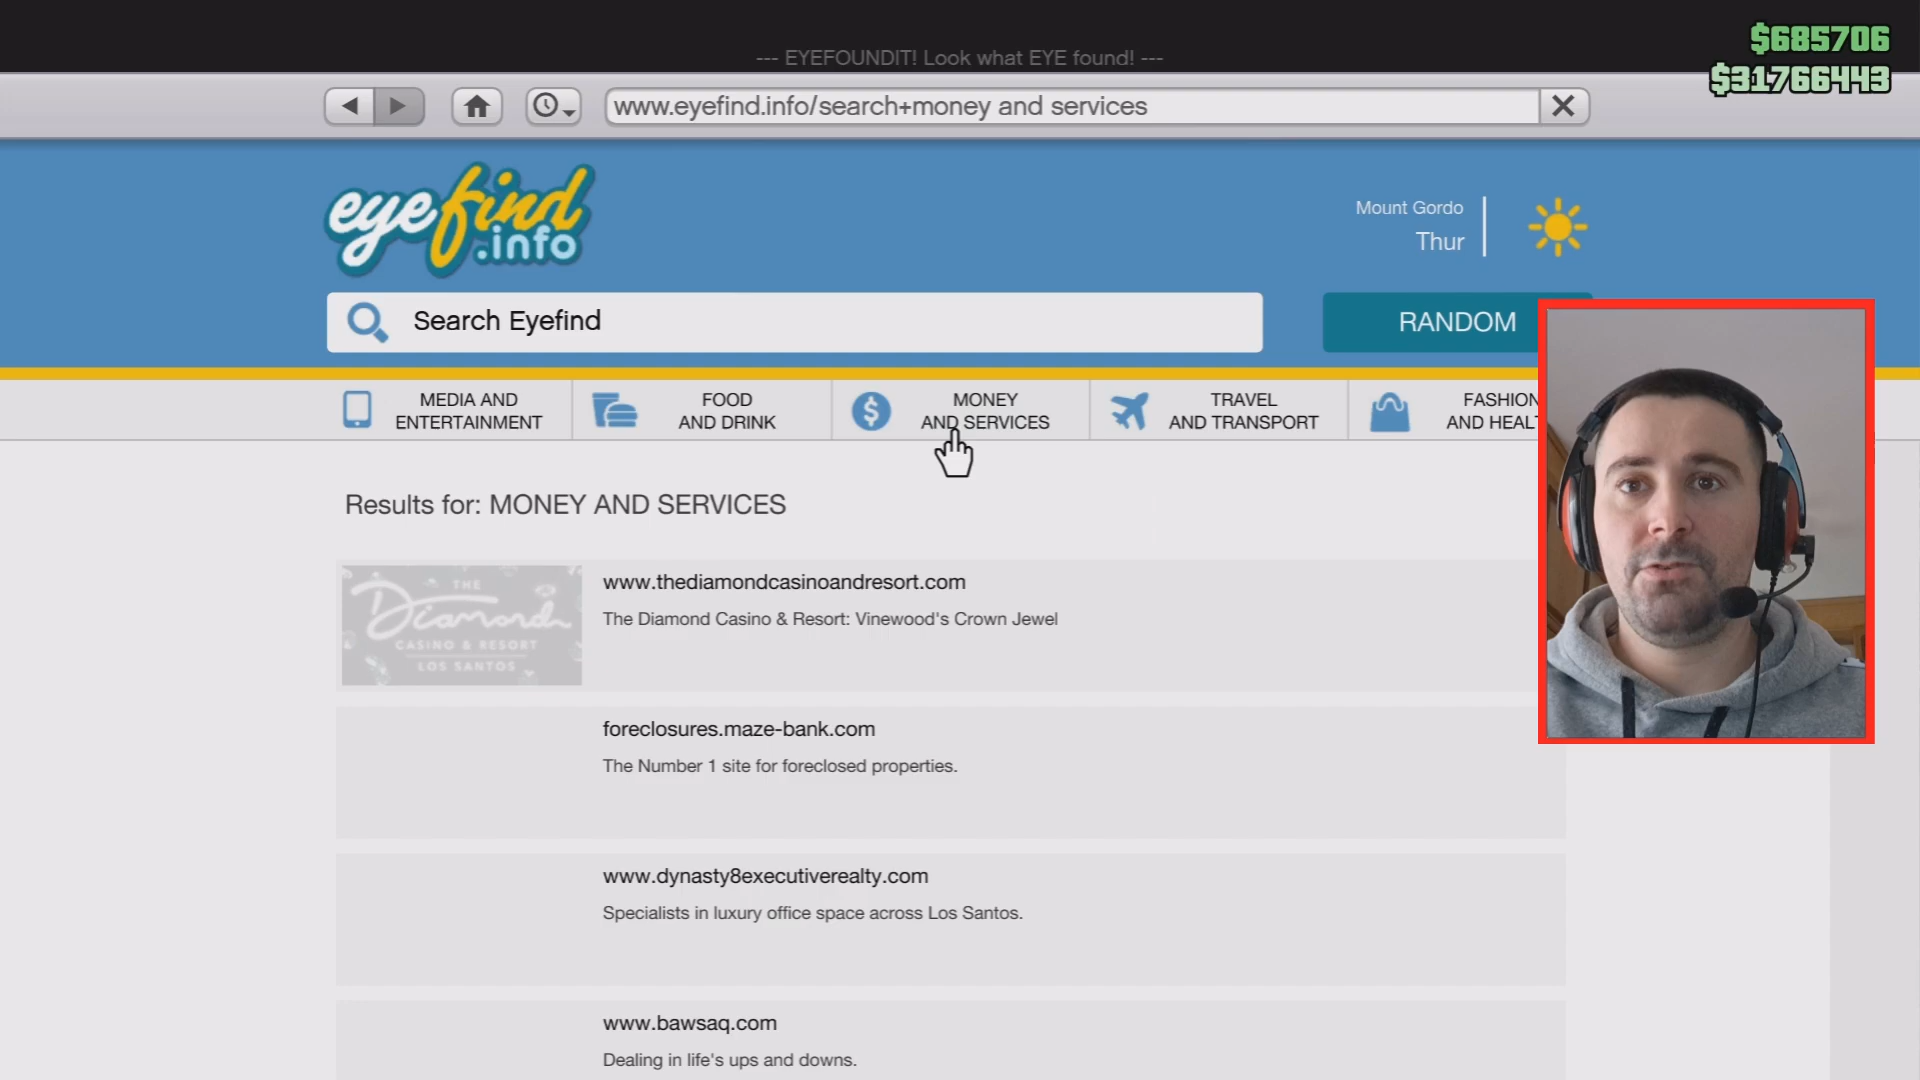 $685706
--- EYEFOUNDIT! Look what EYE found! ---
$31766443
www.eyefind.info/search+money and services
eyefind
.info
Mount Gordo
Thur
Search Eyefind
RANDOM
MEDIA AND
ENTERTAINMENT
FOOD
AND DRINK
MONEY
AND SERVICES
TRAVEL
AND TRANSPORT
FASHION
AND HEALT
Results for: MONEY AND SERVICES
THE
Diamond
CASINO & RESORT
LOS SANTOS
www.thediamondcasinoandresort.com
The Diamond Casino & Resort: Vinewood's Crown Jewel
foreclosures.maze-bank.com
The Number 1 site for foreclosed properties.
www.dynasty8executiverealty.com
Specialists in luxury office space across Los Santos.
www.bawsaq.com
Dealing in life's ups and downs.